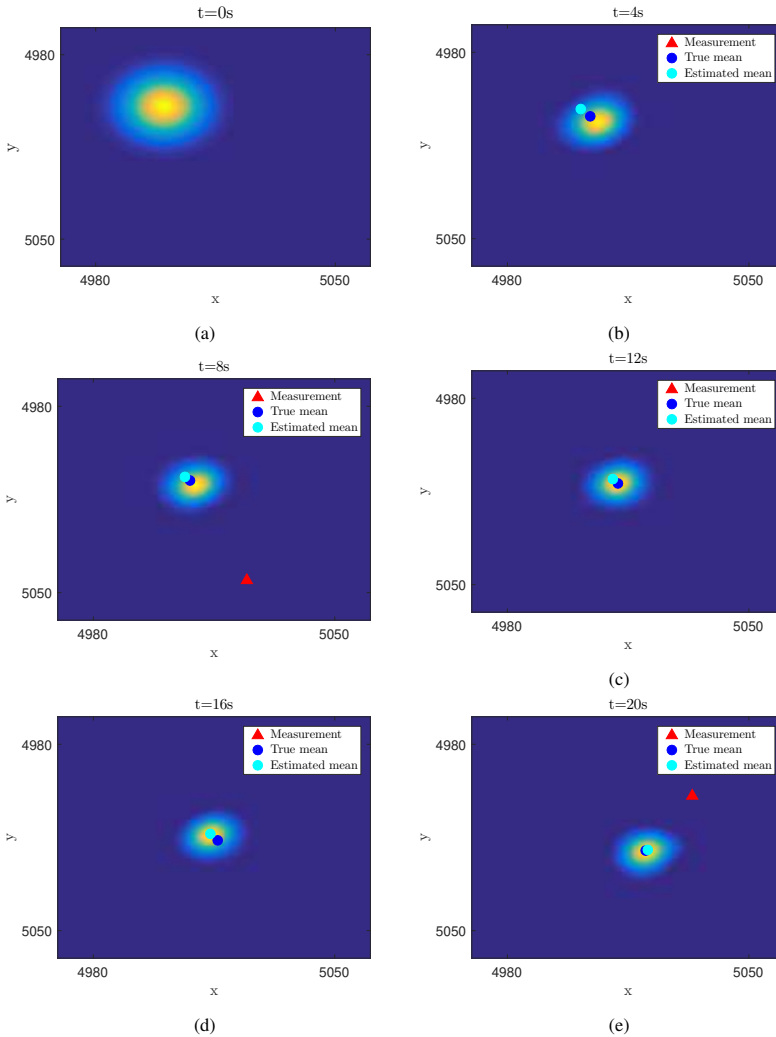 t=0s
4980
y
5050
4980
5050
x
(a)
t=4s
4980
Measurement
True mean
Estimated mean
y
5050
4980
5050
x
(b)
t=8s
4980
Measurement
True mean
Estimated mean
y
5050
4980
5050
x
t=12s
4980
Measurement
True mean
Estimated mean
y
5050
4980
5050
x
(c)
t=16s
4980
Measurement
True mean
Estimated mean
y
5050
4980
5050
x
(d)
t=20s
4980
Measurement
True mean
Estimated mean
y
5050
4980
5050
x
(e)